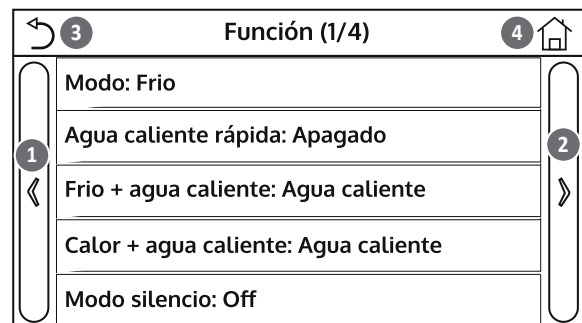 3
Función (1/4)
4
Modo: Frio
Agua caliente rápida: Apagado
1
2
Frio + agua caliente: Agua caliente
Calor + agua caliente: Agua caliente
Modo silencio: Off